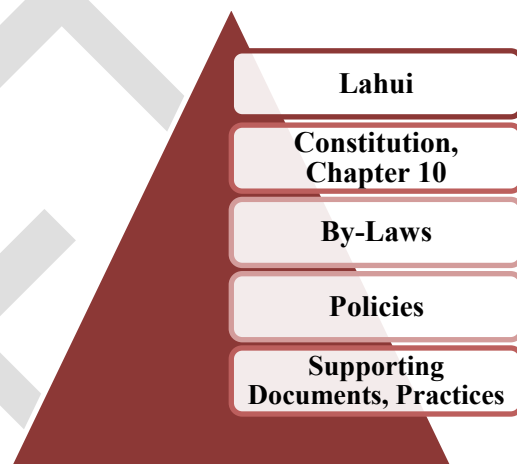 Lahui
Constitution,
Chapter 10
By-Laws
Policies
Supporting
Documents, Practices